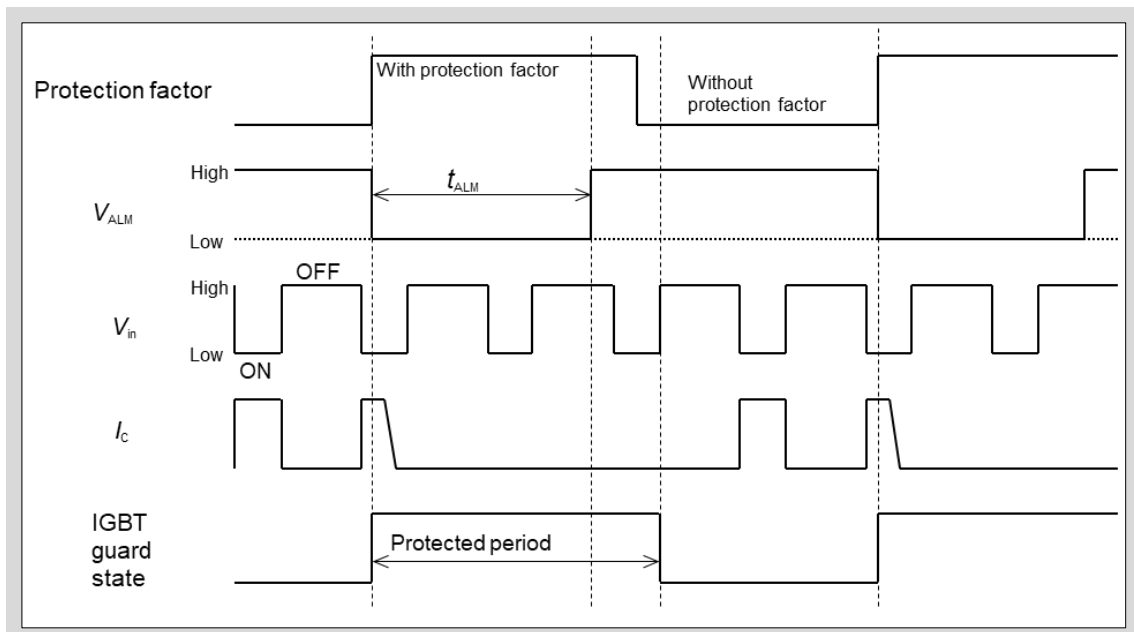 With protection factor
Protection factor
Without
protection factor
High
tALM
VALM
Low
OFF
High
Vin
Low
ON
IC
IGBT
guard
state
Protected period